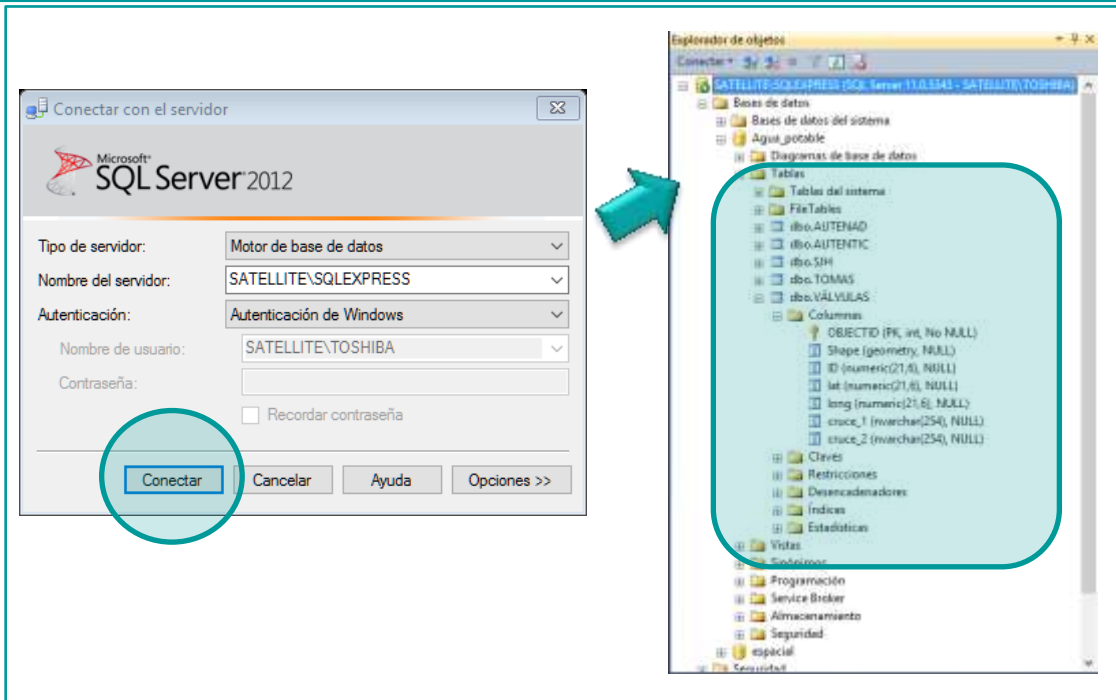 Conectar con el servidor
Microsoft®
SQL Server® 2012
Tipo de servidor: Motor de base de datos
Nombre del servidor: SATELLITE\SQLEXPRESS
Autenticación: Autenticación de Windows
Nombre de usuario: SATELLITE\TOSHIBA
Contraseña:
Recordar contraseña
Conectar Cancelar Ayuda Opciones >>
Explorador de objetos
Conectar
SATELLITE\SQLEXPRESS (SQL Server 11.0.5343 - SATELLITE\TOSHIBA)
Bases de datos
Bases de datos del sistema
Agua_potable
Diagramas de base de datos
Tablas
Tablas del sistema
FileTables
dbo.AUTENAD
dbo.AUTENTIC
dbo.TOMAS
dbo.VÁLVULAS
Columnas
OBJECTID (PK, int, No NULL)
Shape (geometry, NULL)
ID (numeric(21,6), NULL)
lat (numeric(21,6), NULL)
long (numeric(21,6), NULL)
cruce_1 (nvarchar(254), NULL)
cruce_2 (nvarchar(254), NULL)
Claves
Restricciones
Desencadenadores
Índices
Estadísticas
Vistas
Sinónimos
Programación
Service Broker
Almacenamiento
Seguridad
espacial
Seguridad